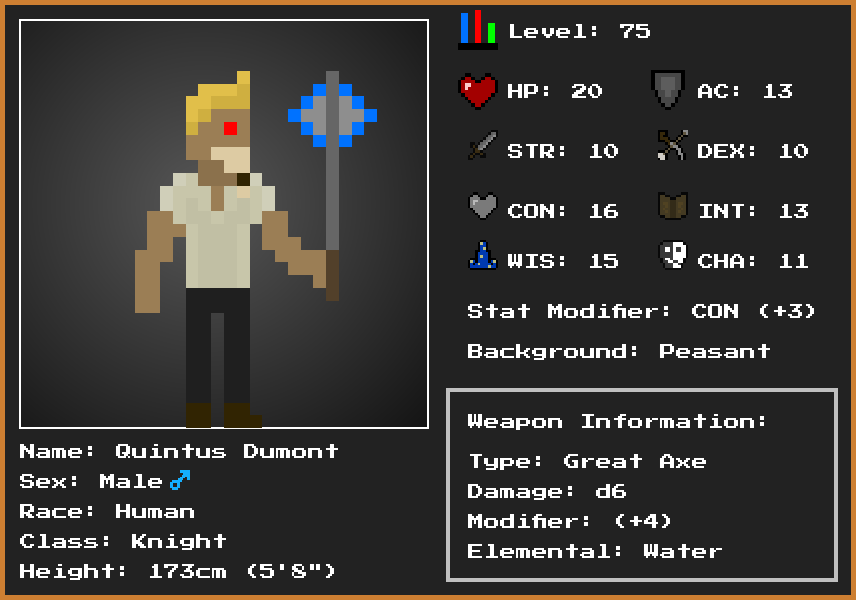 Level: 75
HP: 20 AC: 13
STR: 10 DEX: 10
CON: 16 INT: 13
WIS: 15 CHA: 11
Stat Modifier: CON (+3)
Background: Peasant
Weapon Information:
Type: Great Axe
Damage: d6
Modifier: (+4)
Elemental: Water
Name: Quintus Dumont
Sex: Male♂
Race: Human
Class: Knight
Height: 173cm (5'8")